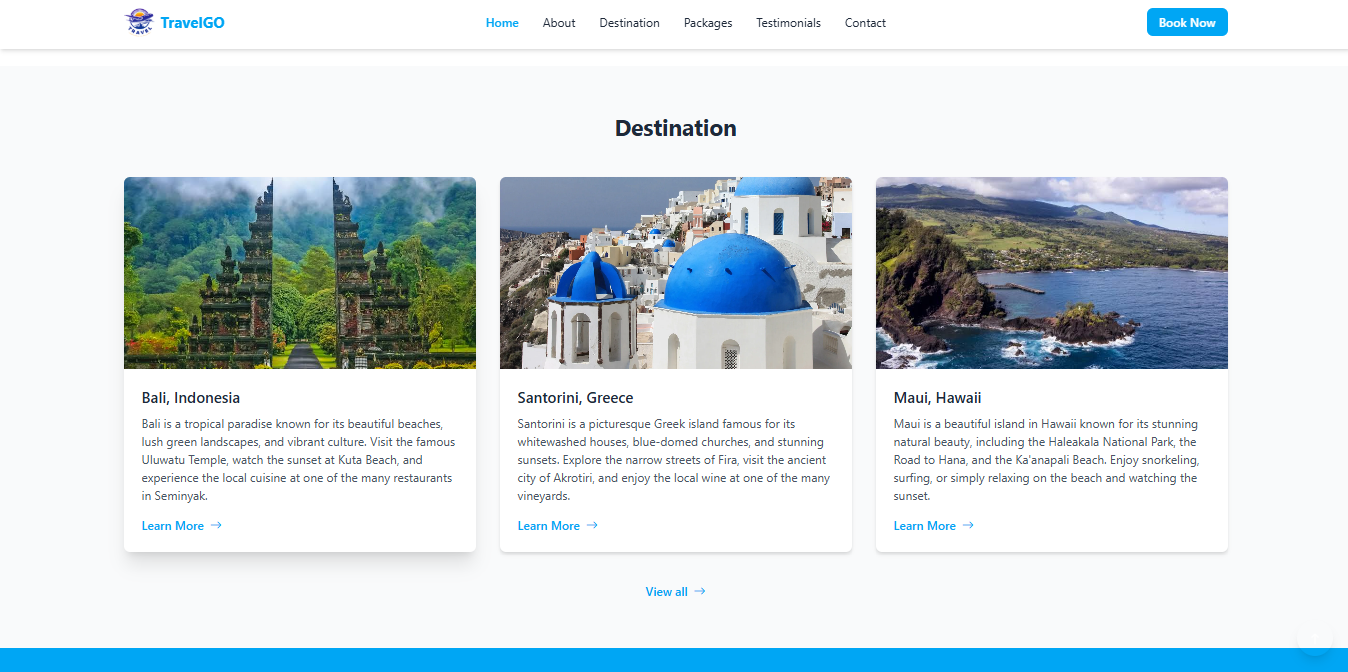 TRAVEL
TravelGO
Home
About
Destination
Packages
Testimonials
Contact
Book Now
Destination
Bali, Indonesia
Bali is a tropical paradise known for its beautiful beaches,
lush green landscapes, and vibrant culture. Visit the famous
Uluwatu Temple, watch the sunset at Kuta Beach, and
experience the local cuisine at one of the many restaurants
in Seminyak.
Learn More →
Santorini, Greece
Santorini is a picturesque Greek island famous for its
whitewashed houses, blue-domed churches, and stunning
sunsets. Explore the narrow streets of Fira, visit the ancient
city of Akrotiri, and enjoy the local wine at one of the many
vineyards.
Learn More →
Maui, Hawaii
Maui is a beautiful island in Hawaii known for its stunning
natural beauty, including the Haleakala National Park, the
Road to Hana, and the Ka'anapali Beach. Enjoy snorkeling,
surfing, or simply relaxing on the beach and watching the
sunset.
Learn More →
View all →